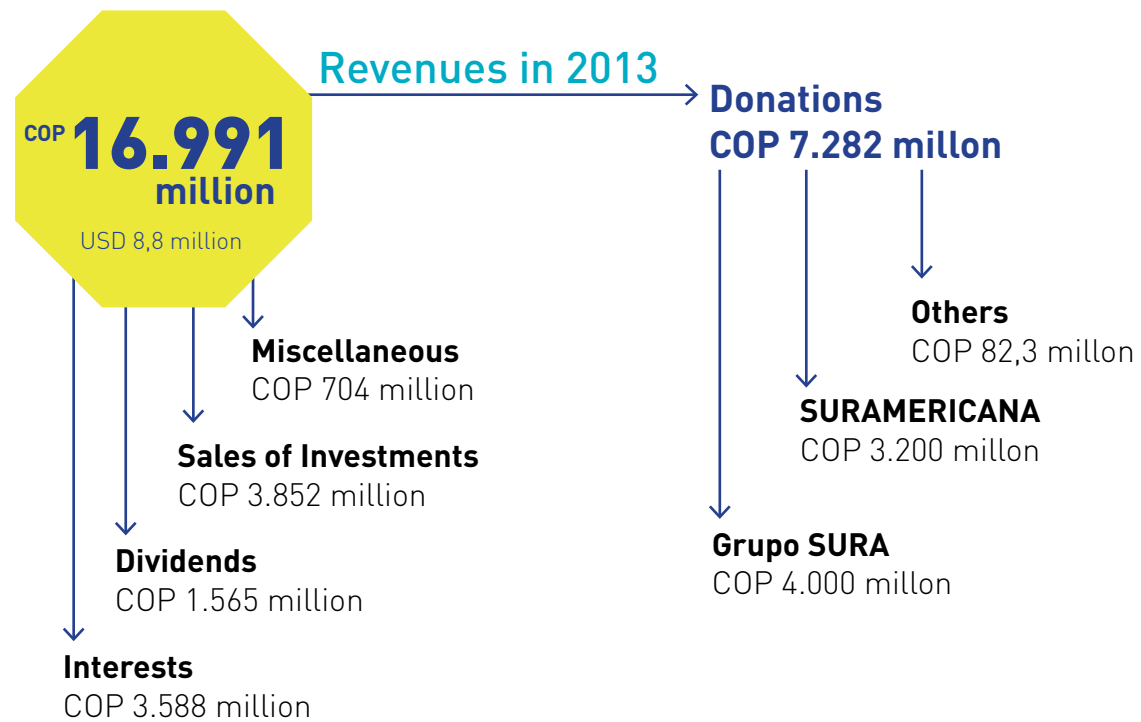 Revenues in 2013
COP 16.991
million
USD 8,8 million
Donations
COP 7.282 millon
Others
COP 82,3 millon
SURAMERICANA
COP 3.200 millon
Grupo SURA
COP 4.000 millon
Miscellaneous
COP 704 million
Sales of Investments
COP 3.852 million
Dividends
COP 1.565 million
Interests
COP 3.588 million